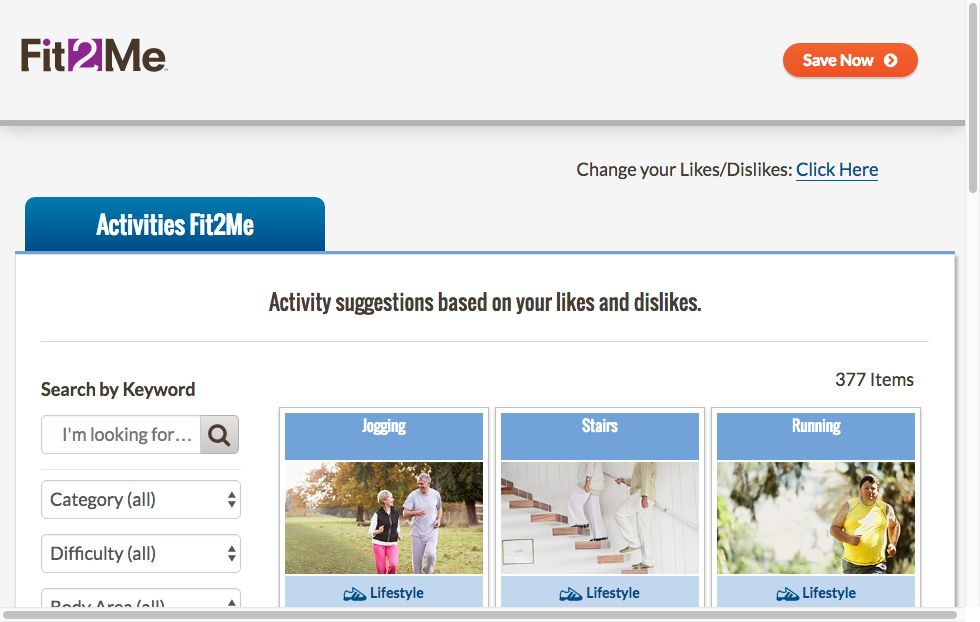 Fit2Me
Save Now
Change your Likes/Dislikes: Click Here
Activities Fit2Me
Activity suggestions based on your likes and dislikes.
377 Items
Search by Keyword
I'm looking for...
Category (all)
Difficulty (all)
Body Area (all)
Jogging
Stairs
Running
Lifestyle
Lifestyle
Lifestyle